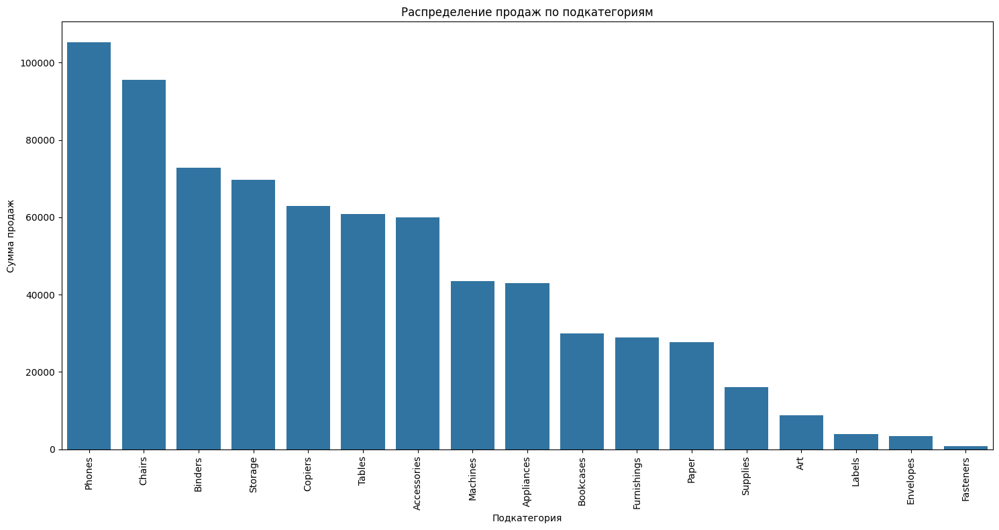 Распределение продаж по подкатегориям
Сумма продаж
100000
80000
60000
40000
20000
0
Phones
Chairs
Binders
Storage
Copiers
Tables
Accessories
Machines
Appliances
Bookcases
Furnishings
Paper
Supplies
Art
Labels
Envelopes
Fasteners
Подкатегория